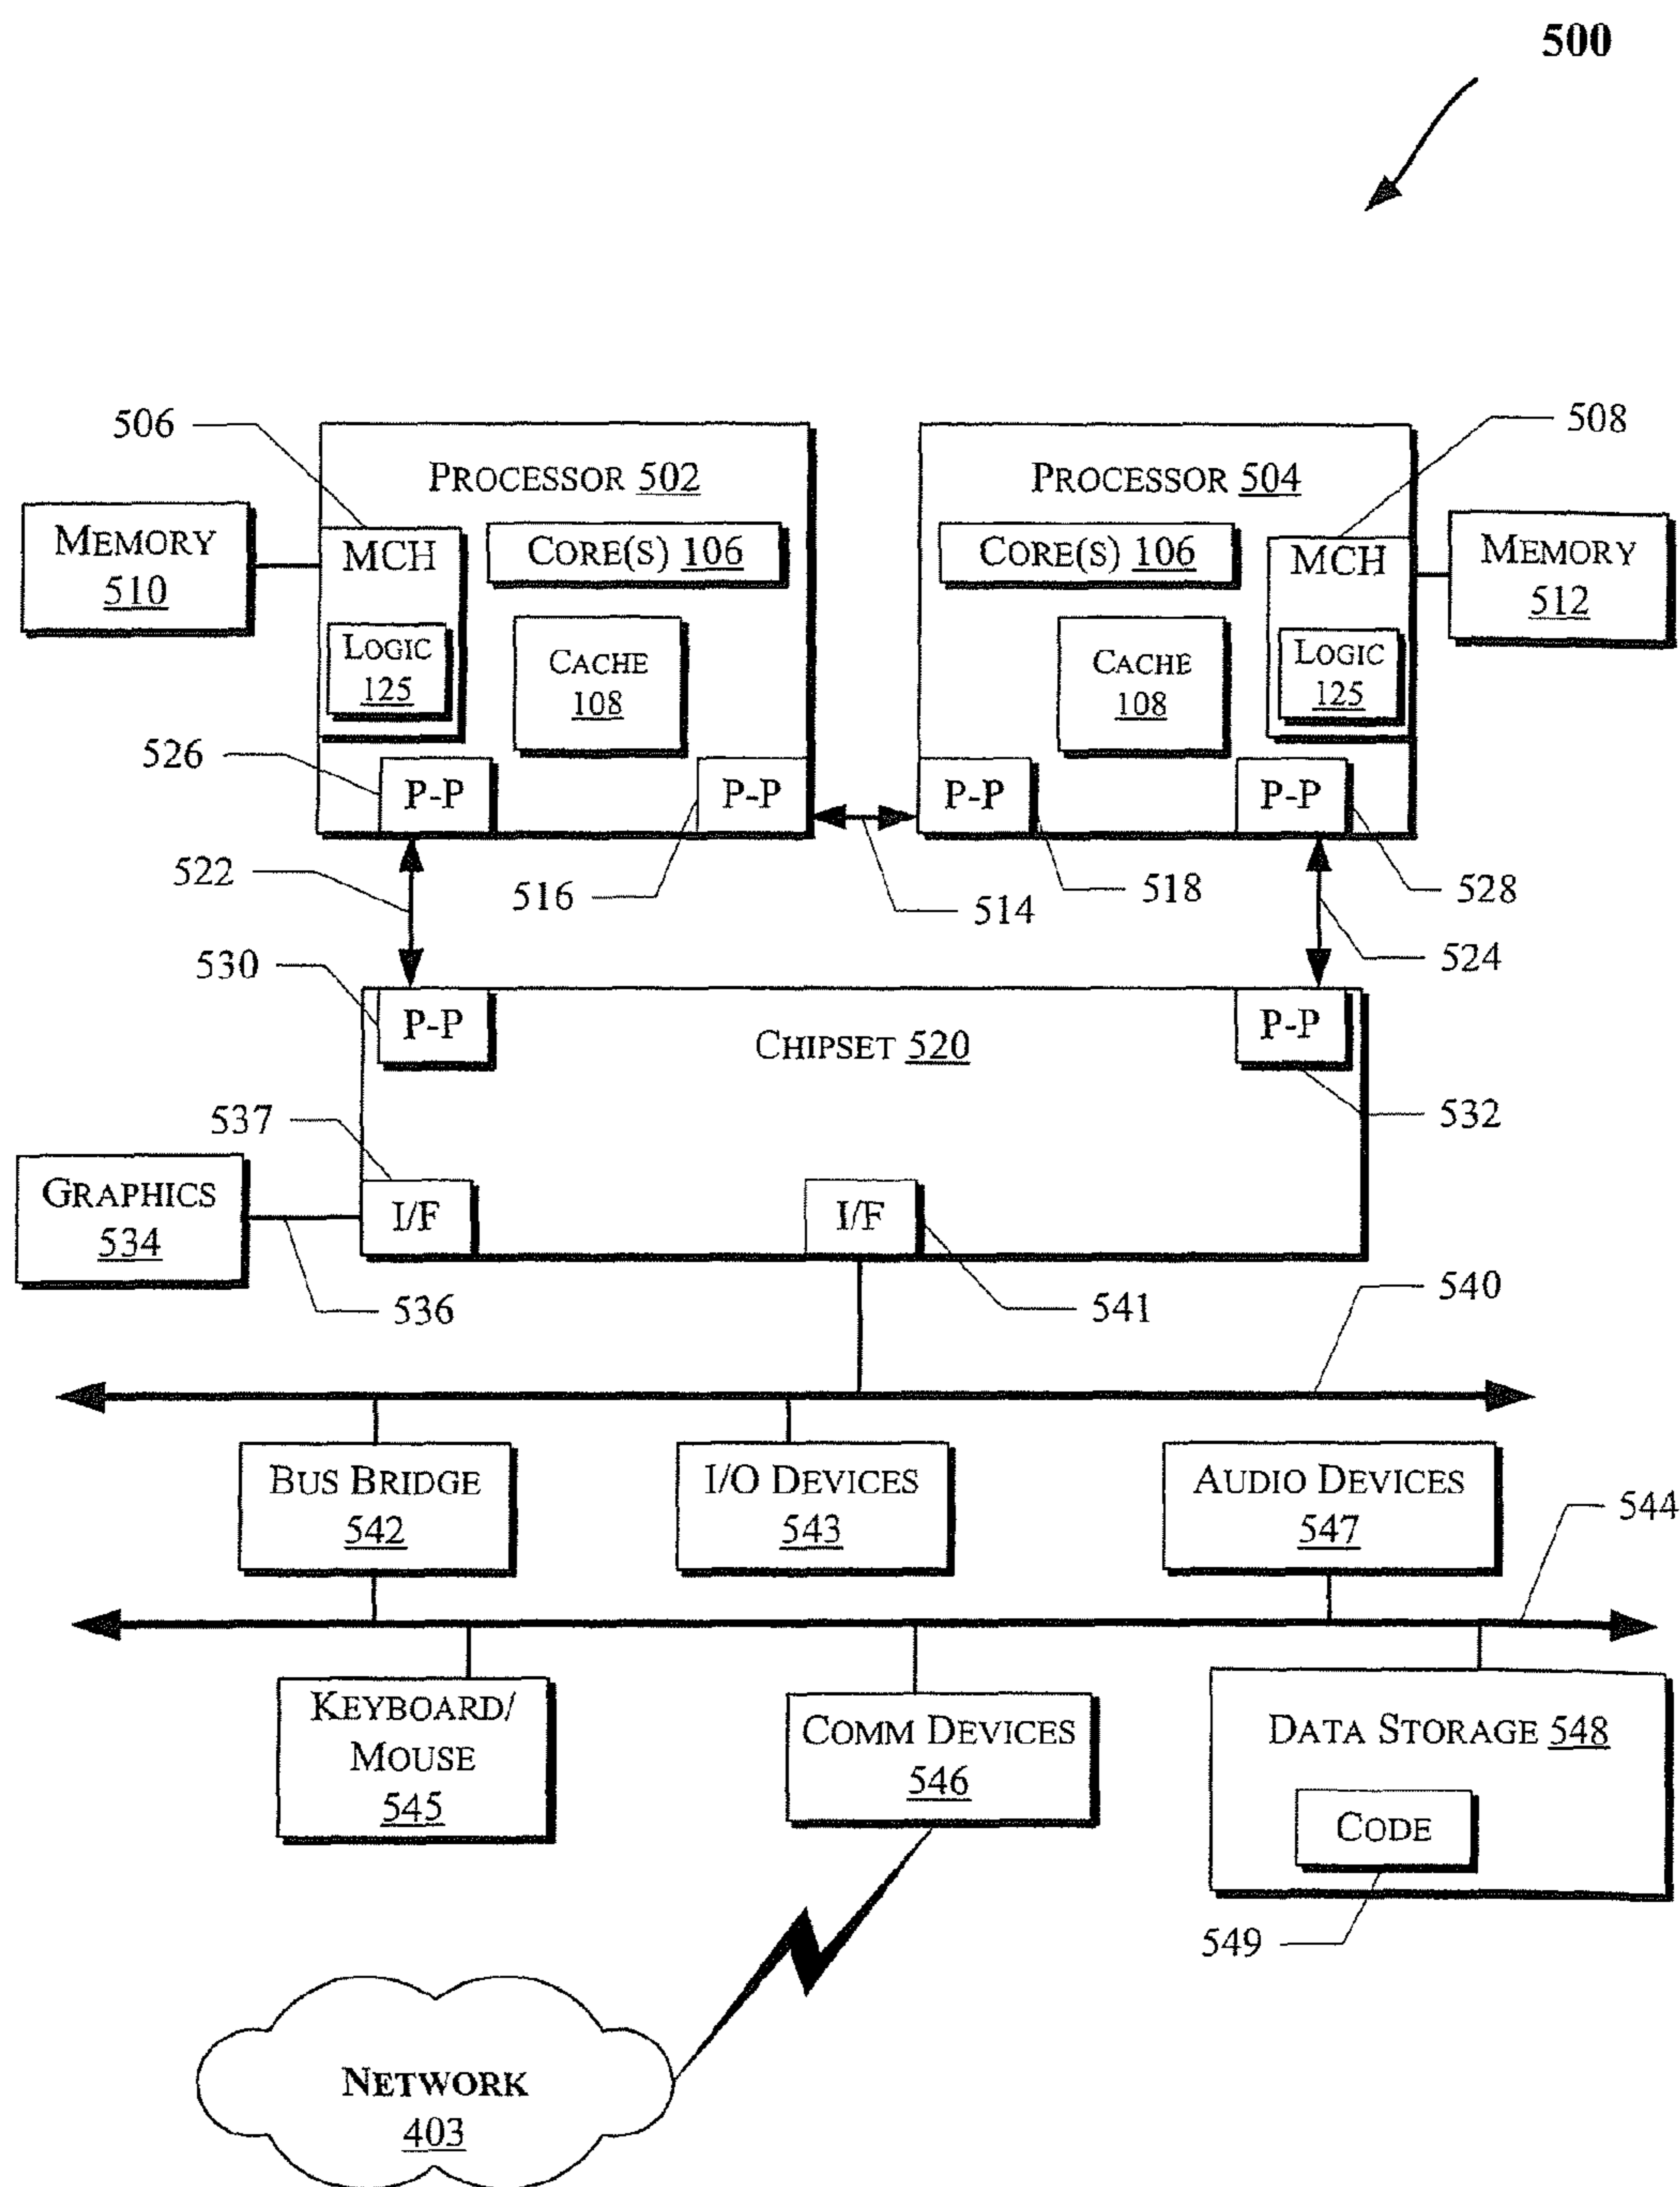 500
506
508
PROCESSOR 502
PROCESSOR 504
MEMORY
510
MCH
CORE(S) 106
CORE(S) 106
MCH
MEMORY
512
LOGIC
125
CACHE
108
CACHE
108
LOGIC
125
526
P-P
P-P
P-P
P-P
522
516
514
518
528
524
530
P-P
CHIPSET 520
P-P
532
537
GRAPHICS
534
I/F
I/F
536
541
540
BUS BRIDGE
542
I/O DEVICES
543
AUDIO DEVICES
547
544
KEYBOARD/
MOUSE
545
COMM DEVICES
546
DATA STORAGE 548
CODE
549
NETWORK
403